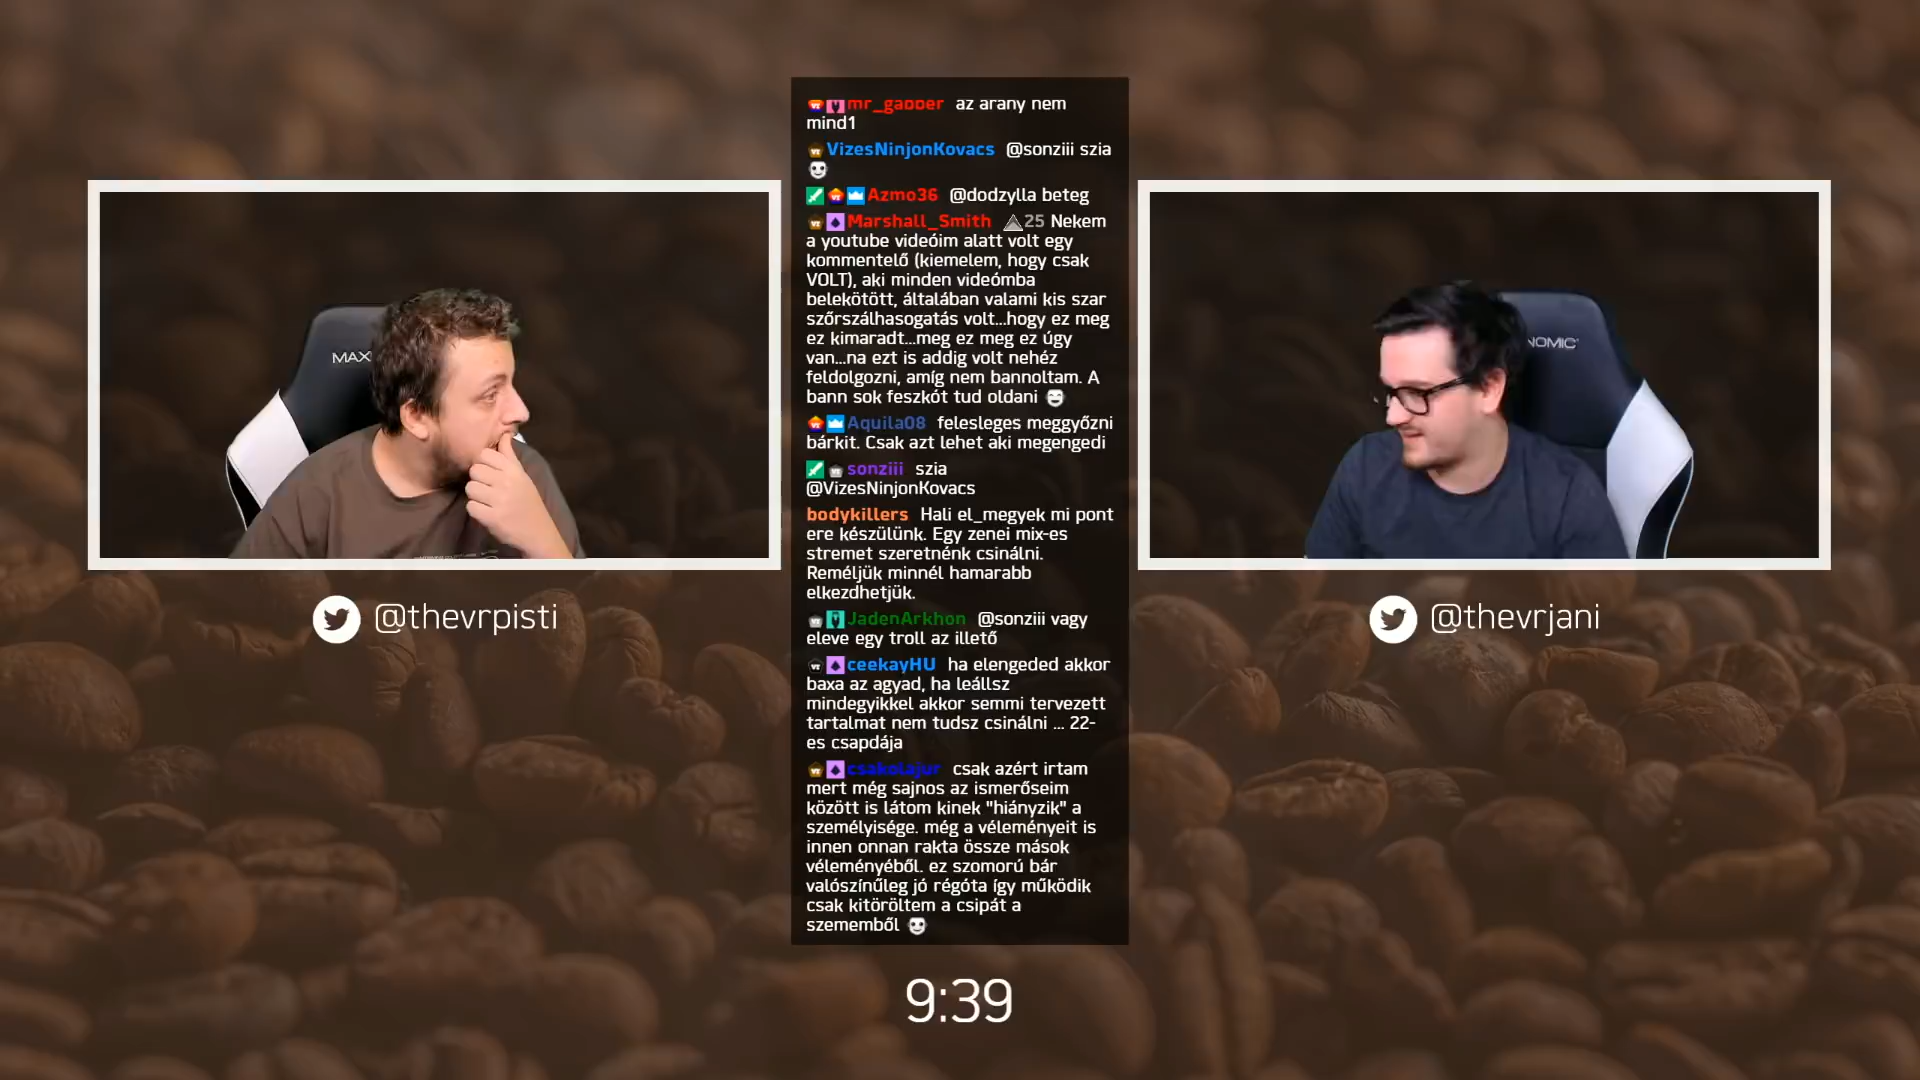 mr_gabber az arany nem
mind1
VizesNinjonKovacs @sonziii szia
Azmo36 @dodzylla beteg
Marshall_Smith 25 Nekem
a youtube videóim alatt volt egy
kommentelő (kiemelem, hogy csak
VOLT), aki minden videómba
belekötött, általában valami kis szar
szőrszálhasogatás volt...hogy ez meg
ez kimaradt...meg ez meg ez úgy
van...na ezt is addig volt nehéz
feldolgozni, amíg nem bannoltam. A
bann sok feszkót tud oldani
Aquila08 felesleges meggyőzni
bárkit. Csak azt lehet aki megengedi
sonziii szia
@VizesNinjonKovacs
bodykillers Hali el_megyek mi pont
ere készülünk. Egy zenei mix-es
stremet szeretnénk csinálni.
Reméljük minnél hamarabb
elkezdhetjük.
JadenArkhon @sonziii vagy
eleve egy troll az illető
ceekayHU ha elengeded akkor
baxa az agyad, ha leállsz
mindegyikkel akkor semmi tervezett
tartalmat nem tudsz csinálni ... 22-
es csapdája
csakolajur csak azért irtam
mert még sajnos az ismerőseim
között is látom kinek "hiányzik" a
személyisége. még a véleményeit is
innen onnan rakta össze mások
véleményéből. ez szomorú bár
valószínűleg jó régóta így működik
csak kitöröltem a csipát a
szememből
MAX
NOMIC
@thevrpisti
@thevrjani
9:39